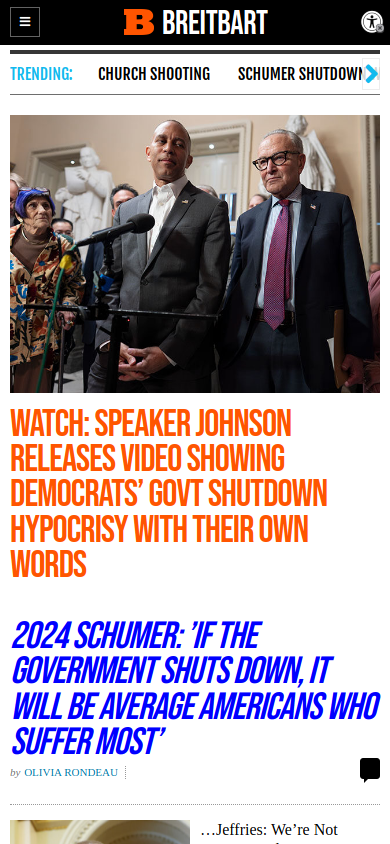 BREITBART
TRENDING: CHURCH SHOOTING SCHUMER SHUTDOWN
WATCH: SPEAKER JOHNSON
RELEASES VIDEO SHOWING
DEMOCRATS’ GOVT SHUTDOWN
HYPOCRISY WITH THEIR OWN
WORDS
2024 SCHUMER: ’IF THE
GOVERNMENT SHUTS DOWN, IT
WILL BE AVERAGE AMERICANS WHO
SUFFER MOST’
by OLIVIA RONDEAU
…Jeffries: We’re Not